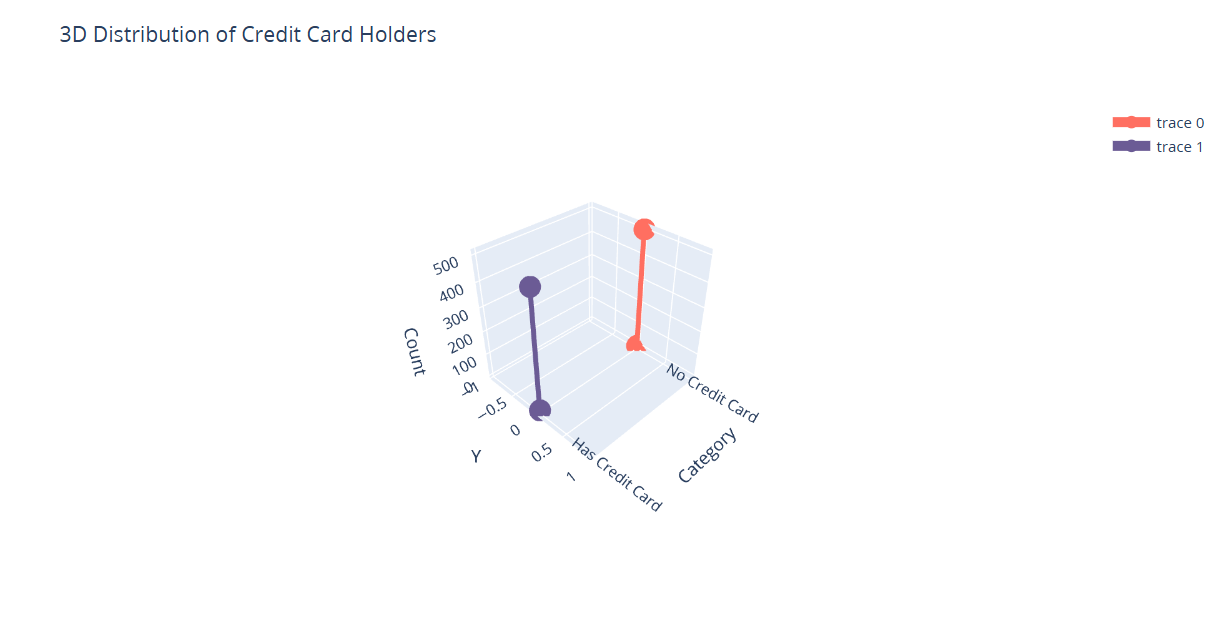 3D Distribution of Credit Card Holders
trace 0
trace 1
500
400
300
200
100
0
Count
−1
−0.5
0
0.5
1
Y
No Credit Card
Has Credit Card
Category